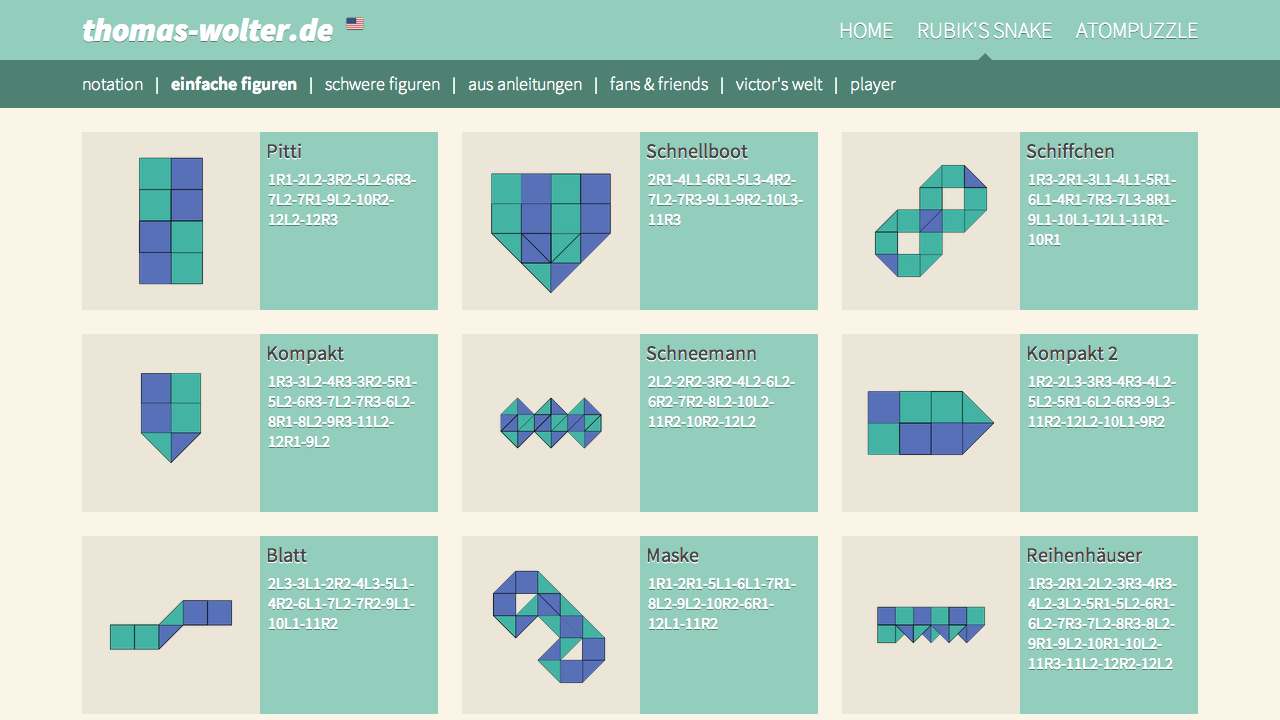 thomas-wolter.de
HOME RUBIK'S SNAKE ATOMPUZZLE
notation | einfache figuren | schwere figuren | aus anleitungen | fans & friends | victor's welt | player
Pitti
1R1-2L2-3R2-5L2-6R3-
7L2-7R1-9L2-10R2-
12L2-12R3
Schnellboot
2R1-4L1-6R1-5L3-4R2-
7L2-7R3-9L1-9R2-10L3-
11R3
Schiffchen
1R3-2R1-3L1-4L1-5R1-
6L1-4R1-7R3-7L3-8R1-
9L1-10L1-12L1-11R1-
10R1
Kompakt
1R3-3L2-4R3-3R2-5R1-
5L2-6R3-7L2-7R3-6L2-
8R1-8L2-9R3-11L2-
12R1-9L2
Schneemann
2L2-2R2-3R2-4L2-6L2-
6R2-7R2-8L2-10L2-
11R2-10R2-12L2
Kompakt 2
1R2-2L3-3R3-4R3-4L2-
5L2-5R1-6L2-6R3-9L3-
11R2-12L2-10L1-9R2
Blatt
2L3-3L1-2R2-4L3-5L1-
4R2-6L1-7L2-7R2-9L1-
10L1-11R2
Maske
1R1-2R1-5L1-6L1-7R1-
8L2-9L2-10R2-6R1-
12L1-11R2
Reihenhäuser
1R3-2R1-2L2-3R3-4R3-
4L2-3L2-5R1-5L2-6R1-
6L2-7R3-7L2-8R3-8L2-
9R1-9L2-10R1-10L2-
11R3-11L2-12R2-12L2